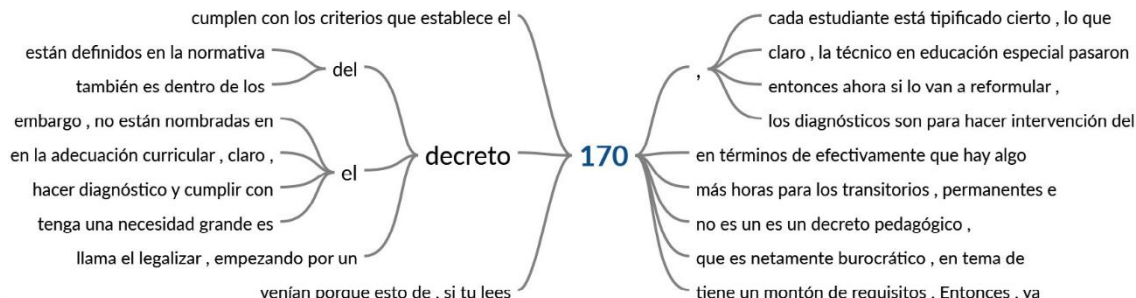 cumplen con los criterios que establece el
están definidos en la normativa
también es dentro de los
del
embargo , no están nombradas en
en la adecuación curricular , claro ,
hacer diagnóstico y cumplir con
tenga una necesidad grande es
el
llama el legalizar , empezando por un
decreto
venían porque esto de , si tu lees
170
,
cada estudiante está tipificado cierto , lo que
claro , la técnico en educación especial pasaron
entonces ahora si lo van a reformular ,
los diagnósticos son para hacer intervención del
en términos de efectivamente que hay algo
más horas para los transitorios , permanentes e
no es un es un decreto pedagógico ,
que es netamente burocrático , en tema de
tiene un montón de requisitos . Entonces , ya